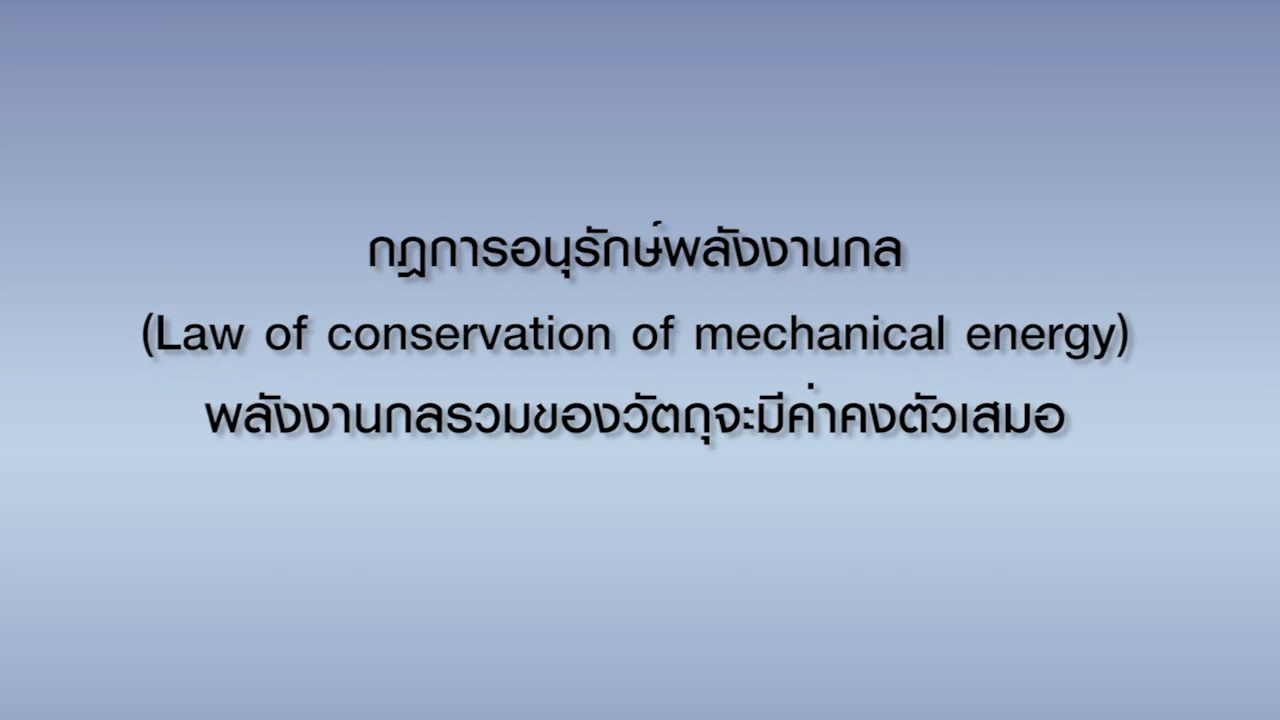 กฎการอนุรักษ์พลังงานกล
(Law of conservation of mechanical energy)
พลังงานกลรวมของวัตถุจะมีค่าคงตัวเสมอ